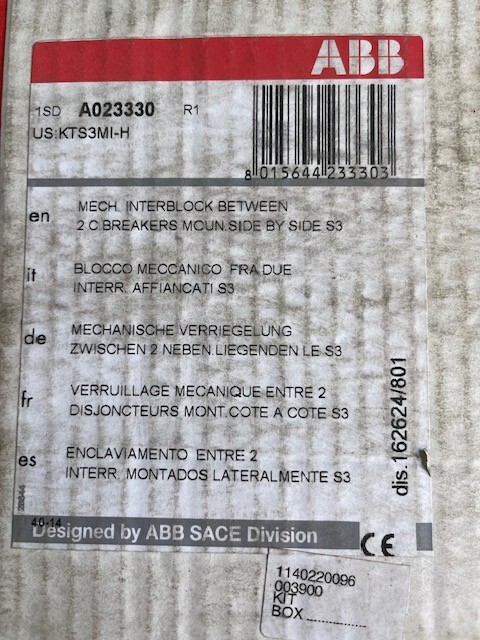 ABB
1SD A023330 R1
US:KTS3MI-H
8 015644 233303
en
MECH. INTERBLOCK BETWEEN
2 C.BREAKERS MOUN.SIDE BY SIDE S3
it
BLOCCO MECCANICO FRA DUE
INTERR. AFFIANCATI S3
de
MECHANISCHE VERRIEGELUNG
ZWISCHEN 2 NEBEN.LIEGENDEN LE S3
fr
VERRUILLAGE MECANIQUE ENTRE 2
DISJONCTEURS MONT.COTE A COTE S3
es
ENCLAVIAMENTO ENTRE 2
INTERR. MONTADOS LATERALMENTE S3
dis.162624/801
40-14
Designed by ABB SACE Division
CE
1140220096
003900
KIT
BOX ..............